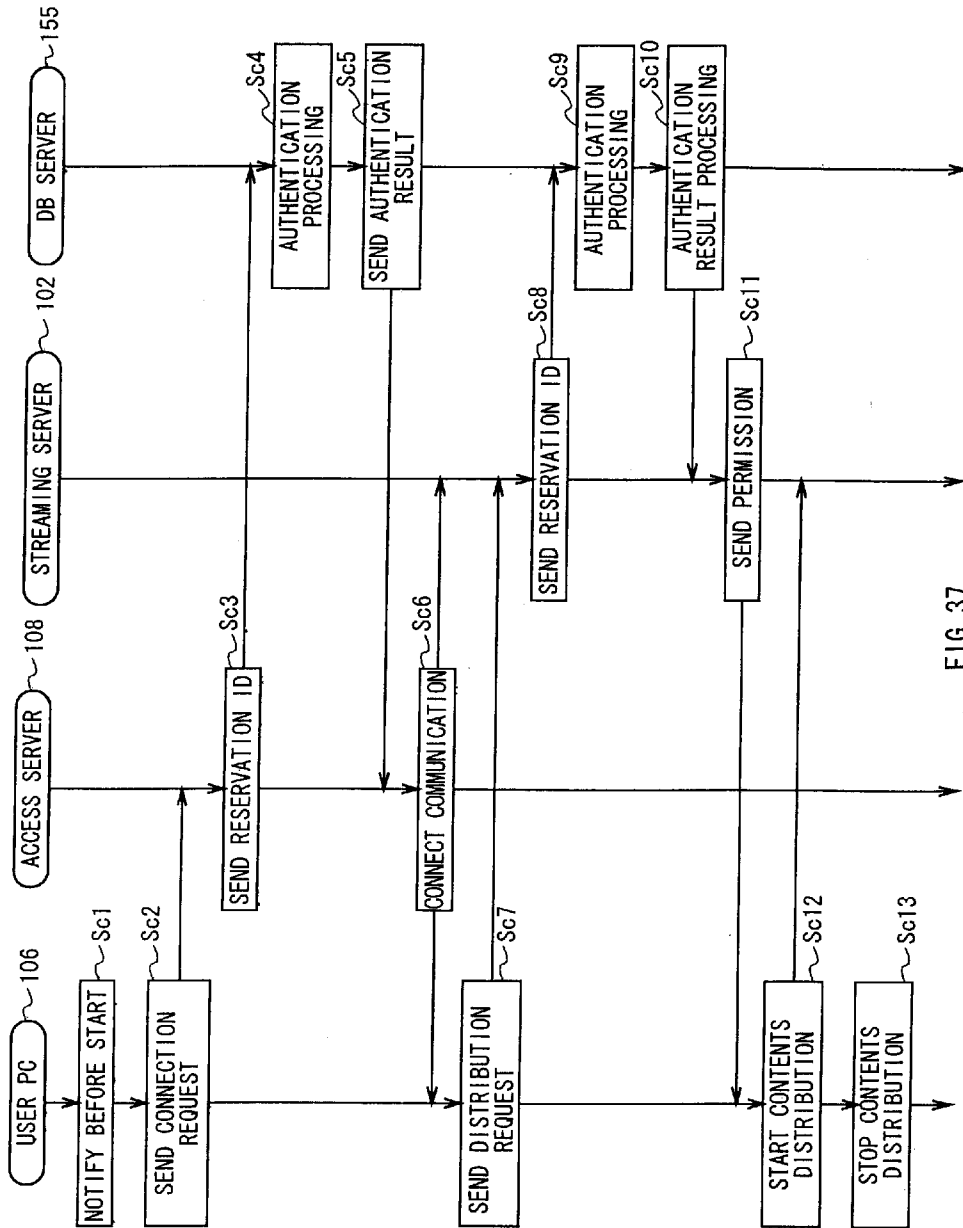 USER PC
106
ACCESS SERVER
108
STREAMING SERVER
102
DB SERVER
155
NOTIFY BEFORE START
Sc1
SEND CONNECTION
REQUEST
Sc2
SEND RESERVATION ID
Sc3
AUTHENTICATION
PROCESSING
Sc4
SEND AUTHENTICATION
RESULT
Sc5
CONNECT COMMUNICATION
Sc6
SEND DISTRIBUTION
REQUEST
Sc7
SEND RESERVATION ID
Sc8
AUTHENTICATION
PROCESSING
Sc9
AUTHENTICATION
RESULT PROCESSING
Sc10
SEND PERMISSION
Sc11
START CONTENTS
DISTRIBUTION
Sc12
STOP CONTENTS
DISTRIBUTION
Sc13
FIG. 37